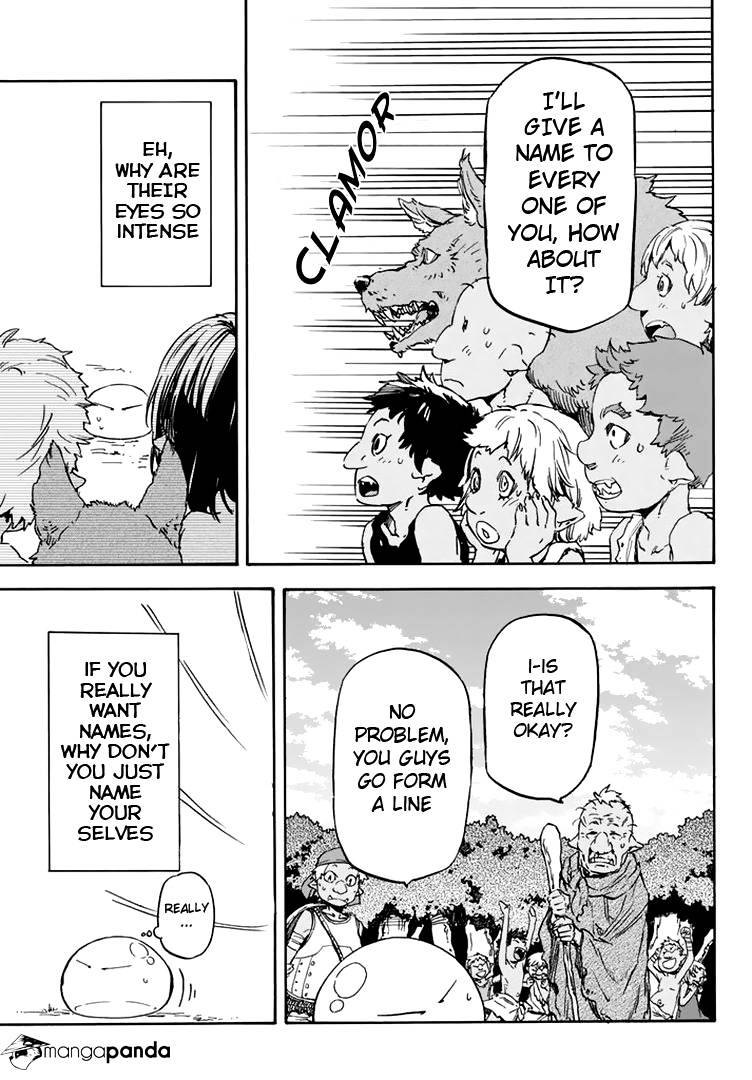 I'LL
GIVE A
NAME TO
EVERY
ONE OF
YOU, HOW
ABOUT
IT?
CLAMOR
EH,
WHY ARE
THEIR
EYES SO
INTENSE
I-IS
THAT
REALLY
OKAY?
NO
PROBLEM,
YOU GUYS
GO FORM
A LINE
IF YOU
REALLY
WANT
NAMES,
WHY DON'T
YOU JUST
NAME
YOUR
SELVES
REALLY
...
mangapanda